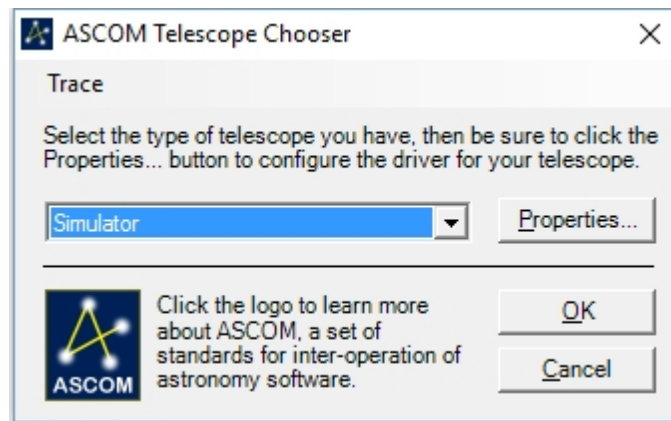 ASCOM Telescope Chooser
Trace
Select the type of telescope you have, then be sure to click the
Properties... button to configure the driver for your telescope.
Simulator
Properties...
Click the logo to learn more
about ASCOM, a set of
standards for inter-operation of
astronomy software.
ASCOM
OK
Cancel